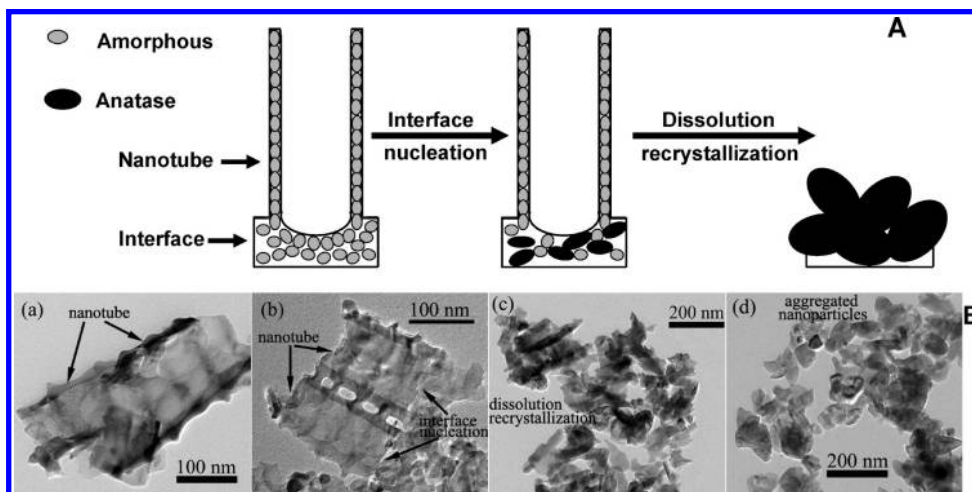 A
Amorphous
Anatase
Nanotube
Interface
Interface
nucleation
Dissolution
recrystallization
(a)
nanotube
100 nm
(b)
100 nm
nanotube
interface
nucleation
(c)
200 nm
dissolution
recrystallization
(d)
aggregated
nanoparticles
200 nm